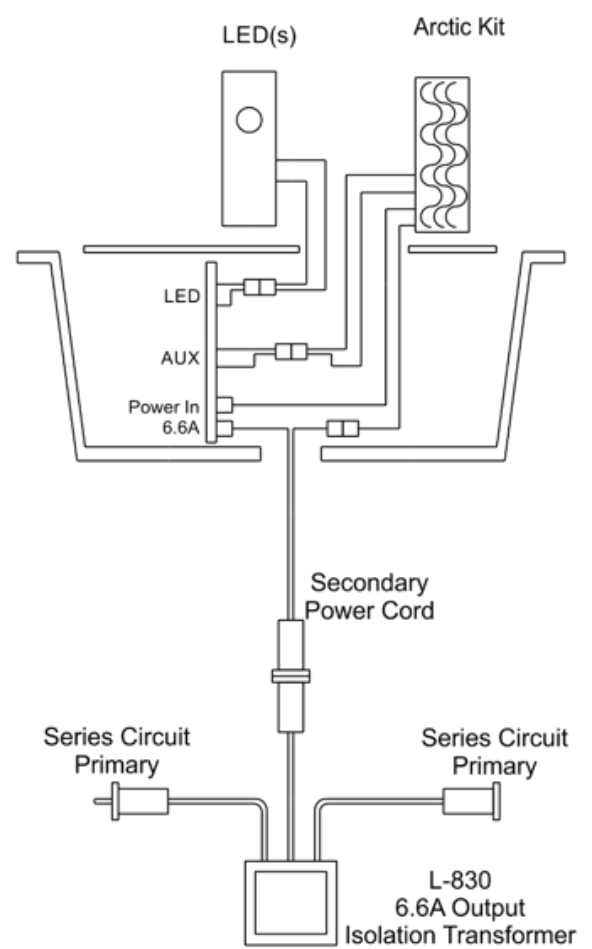 LED(s)
Arctic Kit
LED
AUX
Power In
6.6A
Secondary
Power Cord
Series Circuit
Primary
Series Circuit
Primary
L-830
6.6A Output
Isolation Transformer